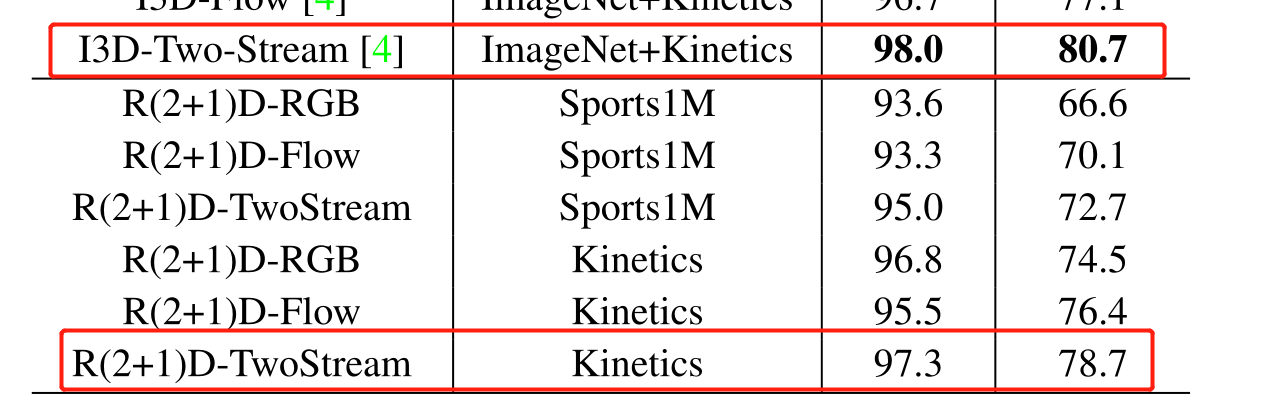 I3D-Flow [4] ImageNet+Kinetics 96.7 77.1
I3D-Two-Stream [4] ImageNet+Kinetics 98.0 80.7
R(2+1)D-RGB Sports1M 93.6 66.6
R(2+1)D-Flow Sports1M 93.3 70.1
R(2+1)D-TwoStream Sports1M 95.0 72.7
R(2+1)D-RGB Kinetics 96.8 74.5
R(2+1)D-Flow Kinetics 95.5 76.4
R(2+1)D-TwoStream Kinetics 97.3 78.7